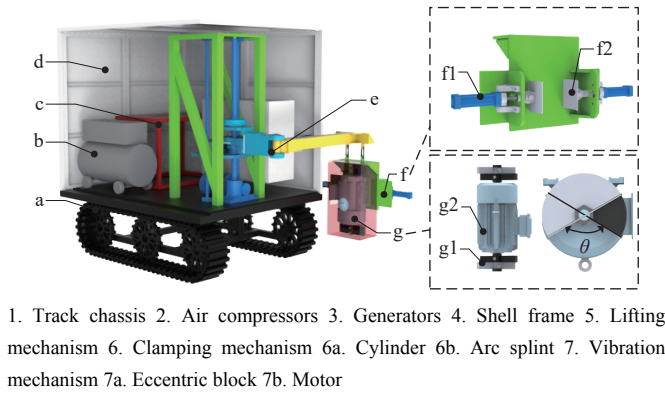 d
c
b
a
e
f
g
f1
f2
g2
g1
θ
1. Track chassis 2. Air compressors 3. Generators 4. Shell frame 5. Lifting
mechanism 6. Clamping mechanism 6a. Cylinder 6b. Arc splint 7. Vibration
mechanism 7a. Eccentric block 7b. Motor